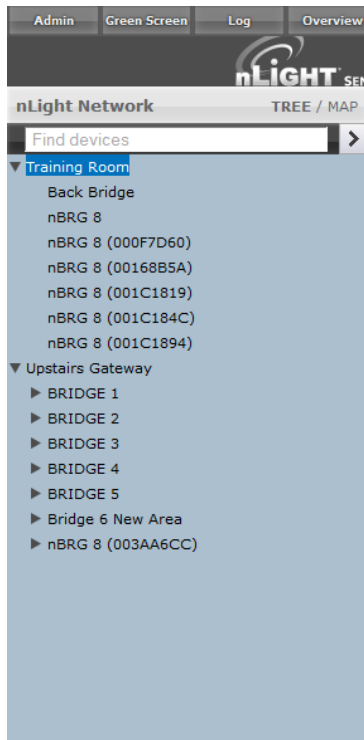 Admin Green Screen Log Overview
nLIGHT SEN
nLight Network TREE / MAP
Find devices
Training Room
Back Bridge
nBRG 8
nBRG 8 (000F7D60)
nBRG 8 (00168B5A)
nBRG 8 (001C1819)
nBRG 8 (001C184C)
nBRG 8 (001C1894)
Upstairs Gateway
BRIDGE 1
BRIDGE 2
BRIDGE 3
BRIDGE 4
BRIDGE 5
Bridge 6 New Area
nBRG 8 (003AA6CC)